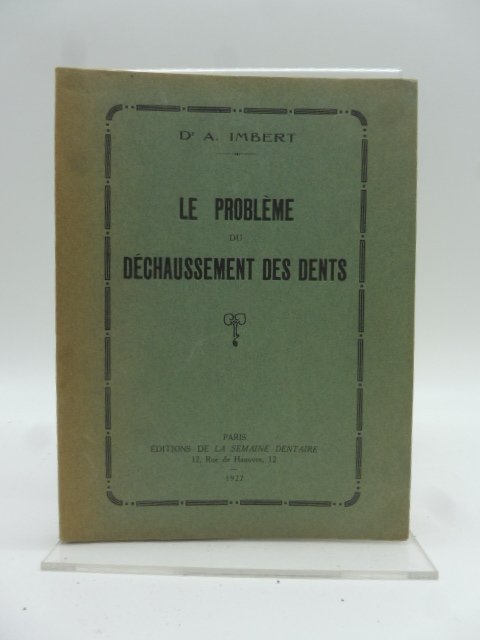 Dr A. IMBERT
LE PROBLÈME
DU
DÉCHAUSSEMENT DES DENTS
PARIS
ÉDITIONS DE LA SEMAINE DENTAIRE
12, Rue de Hanovre, 12
1927